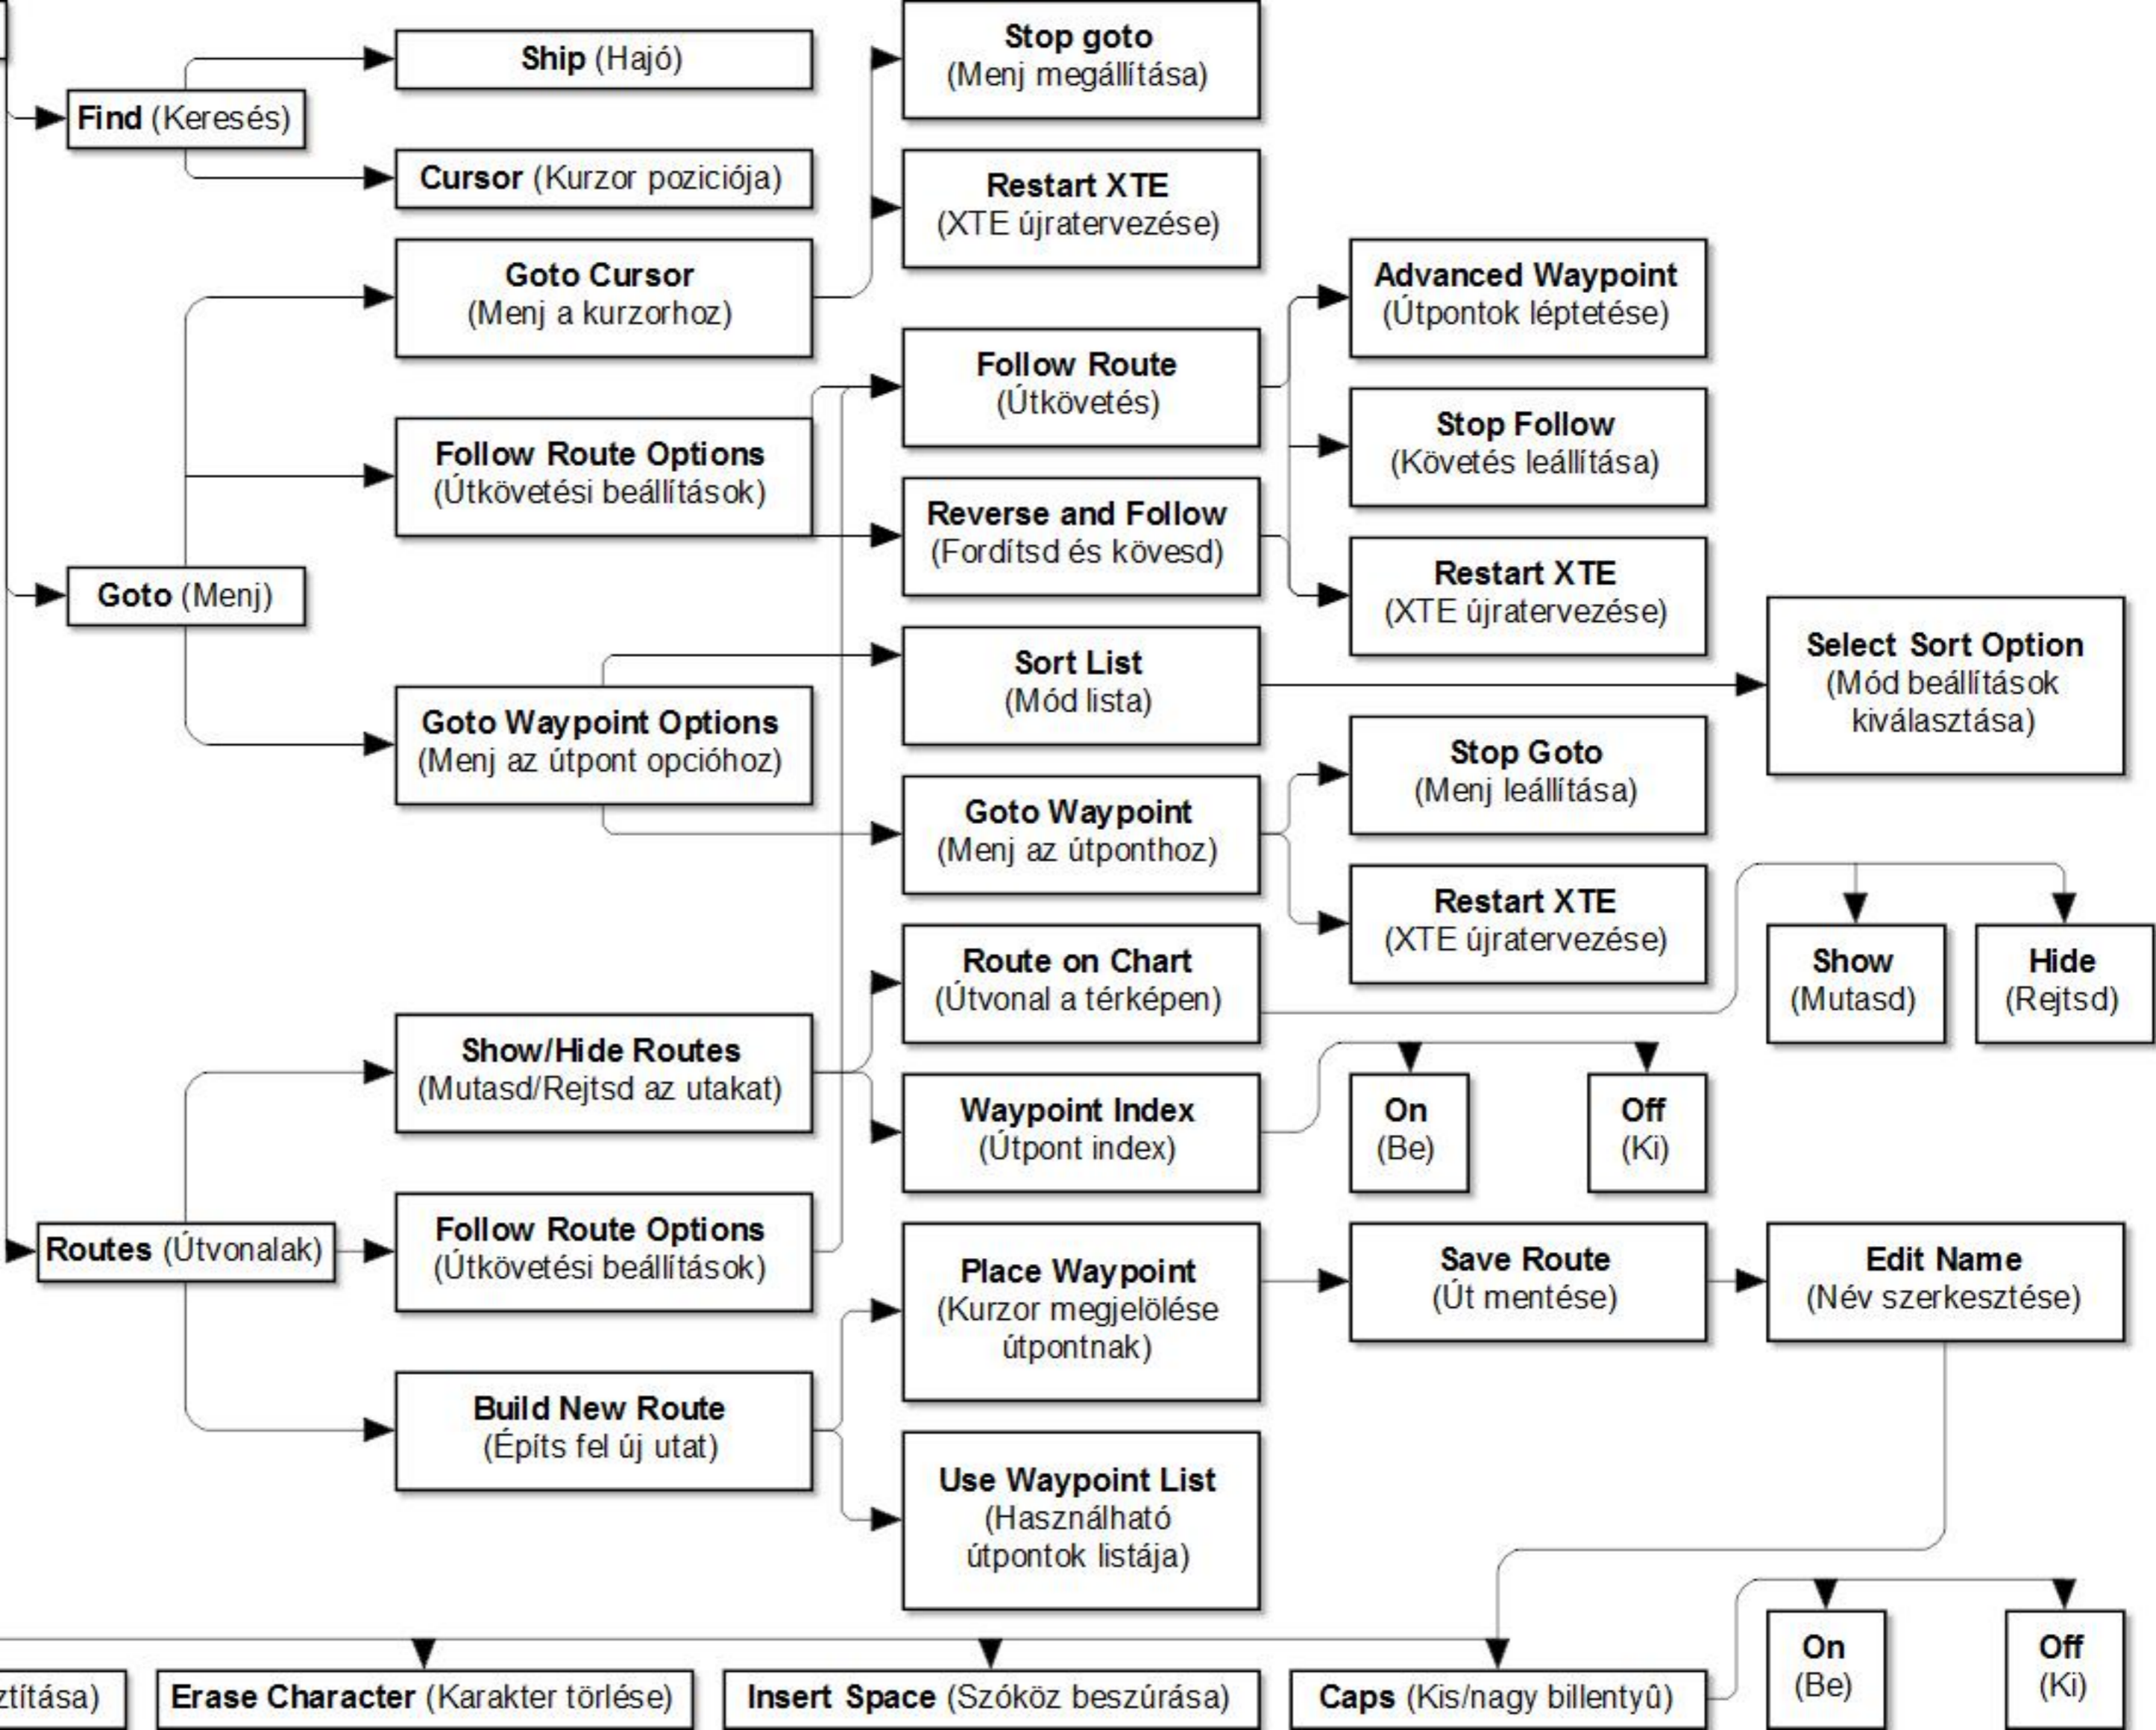 Ship (Hajó)
Find (Keresés)
Cursor (Kurzor poziciója)
Stop goto
(Menj megállítása)
Restart XTE
(XTE újratervezése)
Goto Cursor
(Menj a kurzorhoz)
Advanced Waypoint
(Útpontok léptetése)
Follow Route
(Útkövetés)
Follow Route Options
(Útkövetési beállítások)
Stop Follow
(Követés leállítása)
Reverse and Follow
(Fordítsd és kövesd)
Goto (Menj)
Restart XTE
(XTE újratervezése)
Sort List
(Mód lista)
Select Sort Option
(Mód beállítások
kiválasztása)
Goto Waypoint Options
(Menj az útpont opcióhoz)
Stop Goto
(Menj leállítása)
Goto Waypoint
(Menj az útponthoz)
Restart XTE
(XTE újratervezése)
Route on Chart
(Útvonal a térképen)
Show
(Mutasd)
Hide
(Rejtsd)
Show/Hide Routes
(Mutasd/Rejtsd az utakat)
Waypoint Index
(Útpont index)
On
(Be)
Off
(Ki)
Routes (Útvonalak)
Follow Route Options
(Útkövetési beállítások)
Place Waypoint
(Kurzor megjelölése
útpontnak)
Save Route
(Út mentése)
Edit Name
(Név szerkesztése)
Build New Route
(Építs fel új utat)
Use Waypoint List
(Használható
útpontok listája)
ztítása)
Erase Character (Karakter törlése)
Insert Space (Szóköz beszúrása)
Caps (Kis/nagy billentyû)
On
(Be)
Off
(Ki)